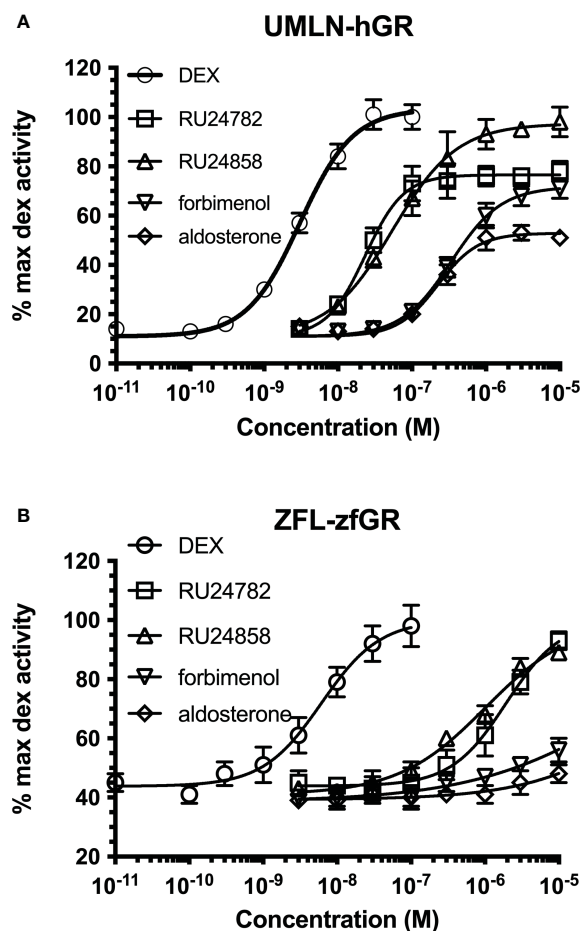 A
UMLN-hGR
% max dex activity
120
100
80
60
40
20
0
DEX
RU24782
RU24858
forbimenol
aldosterone
10⁻¹¹ 10⁻¹⁰ 10⁻⁹ 10⁻⁸ 10⁻⁷ 10⁻⁶ 10⁻⁵
Concentration (M)
B
ZFL-zfGR
% max dex activity
120
100
80
60
40
20
DEX
RU24782
RU24858
forbimenol
aldosterone
10⁻¹¹ 10⁻¹⁰ 10⁻⁹ 10⁻⁸ 10⁻⁷ 10⁻⁶ 10⁻⁵
Concentration (M)